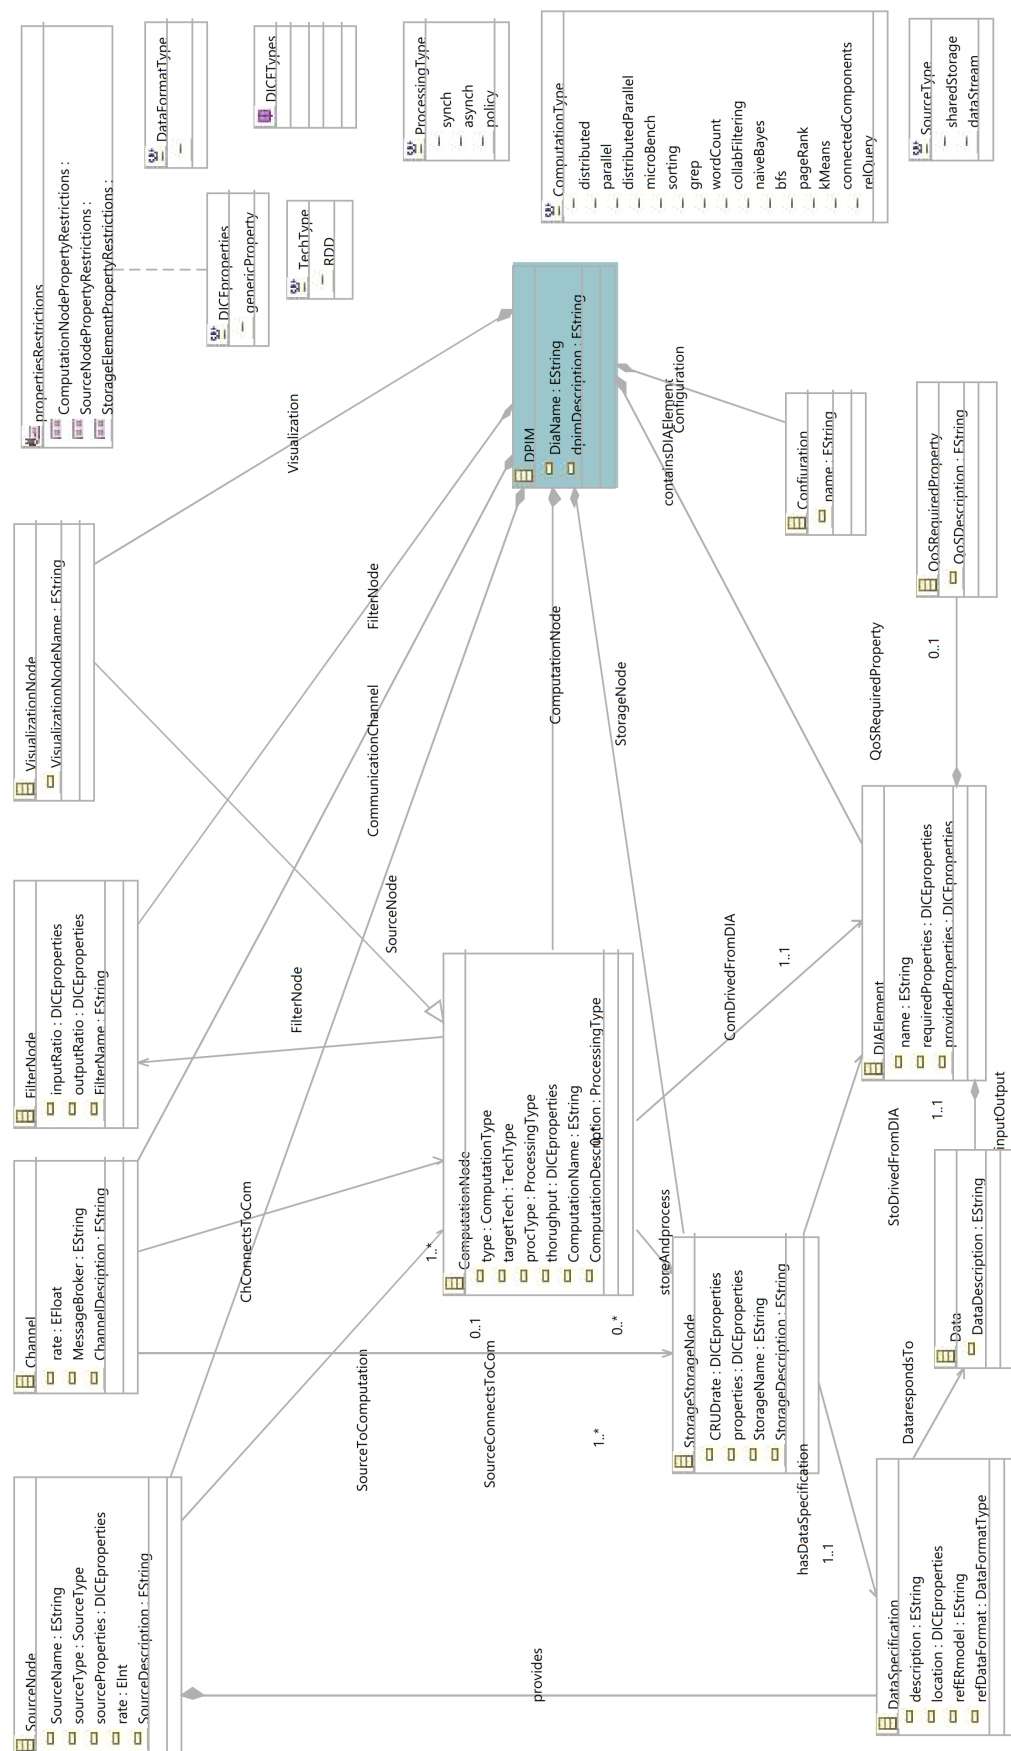 propertiesRestrictions
ComputationNodePropertyRestrictions :
SourceNodePropertyRestrictions :
StorageElementPropertyRestrictions :
DataFormatType
DICETypes
ProcessingType
synch
asynch
policy
ComputationType
distributed
parallel
distributedParallel
microBench
sorting
grep
wordCount
collabFiltering
naiveBayes
bfs
pageRank
kMeans
connectedComponents
relQuery
SourceType
sharedStorage
dataStream
DICEproperties
genericProperty
TechType
RDD
DPIM
DiaName : EString
dpimDescription : EString
Visualization
containsDIAElement
Configuration
Confiuration
name : EString
QoSRequiredProperty
QoSDescription : EString
VisualizationNode
VisualizationNodeName : EString
FilterNode
CommunicationChannel
ComputationNode
StorageNode
QoSRequiredProperty
0..1
FilterNode
inputRatio : DICEproperties
outputRatio : DICEproperties
FilterName : EString
SourceNode
FilterNode
ComDrivedFromDIA
1..1
DIAElement
name : EString
requiredProperties : DICEproperties
providedProperties : DICEproperties
Channel
rate : EFloat
MessageBroker : EString
ChannelDesription : EString
ChConnectsToCom
1..*
ComputationNode
type : ComputationType
targetTech : TechType
procType : ProcessingType
thorughput : DICEproperties
ComputationName : EString
ComputationDescription : ProcessingType
0..*
0..1
0..*
storeAndprocess
StoDrivedFromDIA
1..1
inputOutput
StorageStorageNode
CRUDrate : DICEproperties
properties : DICEproperties
StorageName : EString
StorageDescription : EString
Data
DataDescription : EString
SourceToComputation
SourceConnectsToCom
1..*
hasDataSpecification
1..1
DatarespondsTo
SourceNode
SourceName : EString
sourceType : SourceType
sourceProperties : DICEproperties
rate : EInt
SourceDescription : EString
provides
DataSpecification
description : EString
location : DICEproperties
refERmodel : EString
refDataFormat : DataFormatType